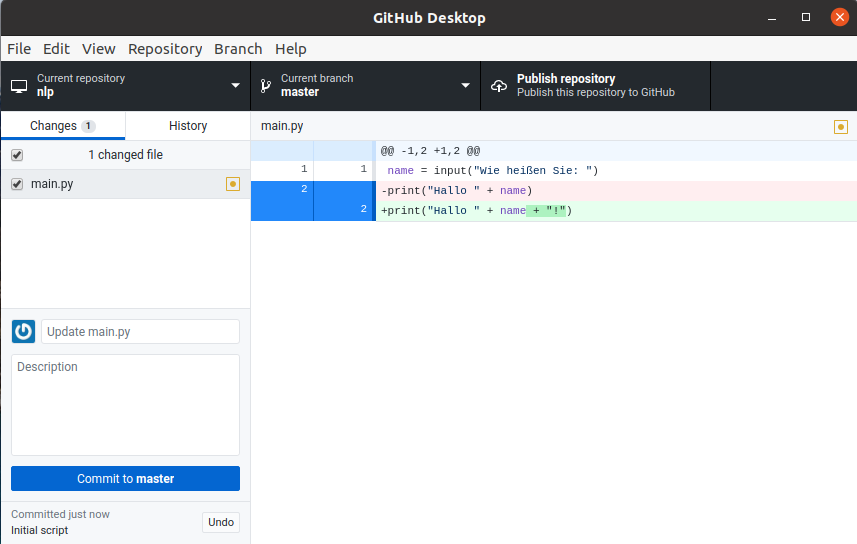 GitHub Desktop
File Edit View Repository Branch Help
Current repository
nlp
Current branch
master
Publish repository
Publish this repository to GitHub
Changes 1 History
1 changed file
main.py
main.py
@@ -1,2 +1,2 @@
1 1 name = input("Wie heißen Sie: ")
2 -print("Hallo " + name)
2 +print("Hallo " + name + "!")
Update main.py
Description
Commit to master
Committed just now
Initial script
Undo